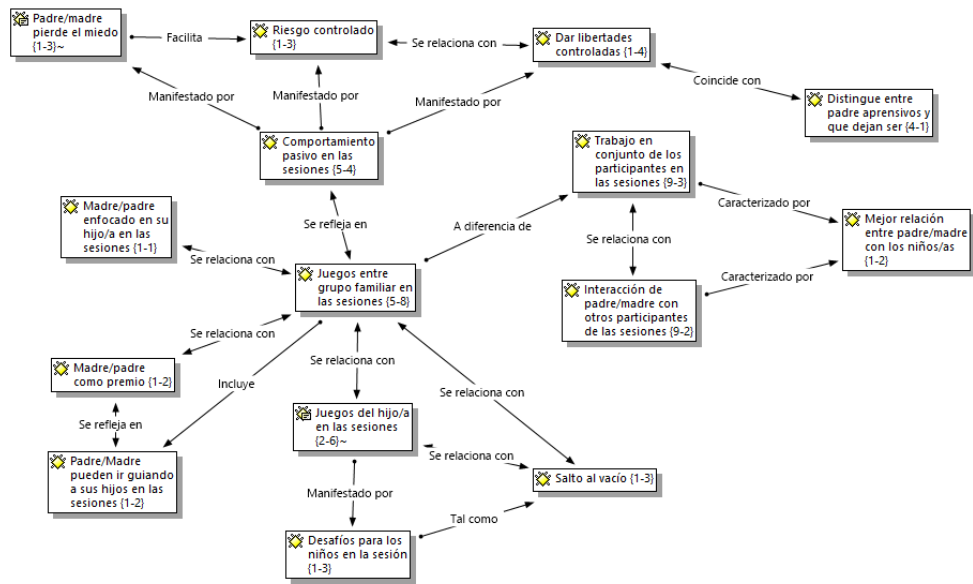 Padre/madre
pierde el miedo
{1-3}~
Facilita
Riesgo controlado
{1-3}
Se relaciona con
Dar libertades
controladas {1-4}
Coincide con
Distingue entre
padre aprensivos y
que dejan ser {4-1}
Manifestado por
Manifestado por
Manifestado por
Comportamiento
pasivo en las
sesiones {5-4}
Trabajo en
conjunto de los
participantes en
las sesiones {9-3}
Caracterizado por
Mejor relación
entre padre/madre
con los niños/as
{1-2}
Madre/padre
enfocado en su
hijo/a en las
sesiones {1-1}
Se refleja en
A diferencia de
Se relaciona con
Se relaciona con
Juegos entre
grupo familiar en
las sesiones {5-8}
Caracterizado por
Interacción de
padre/madre con
otros participantes
de las sesiones {9-2}
Se relaciona con
Madre/padre
como premio {1-2}
Incluye
Se relaciona con
Se relaciona con
Se refleja en
Juegos del hijo/a
en las sesiones
{2-6}~
Padre/Madre
pueden ir guiando
a sus hijos en las
sesiones {1-2}
Se relaciona con
Salto al vacío {1-3}
Manifestado por
Tal como
Desafíos para los
niños en la sesión
{1-3}